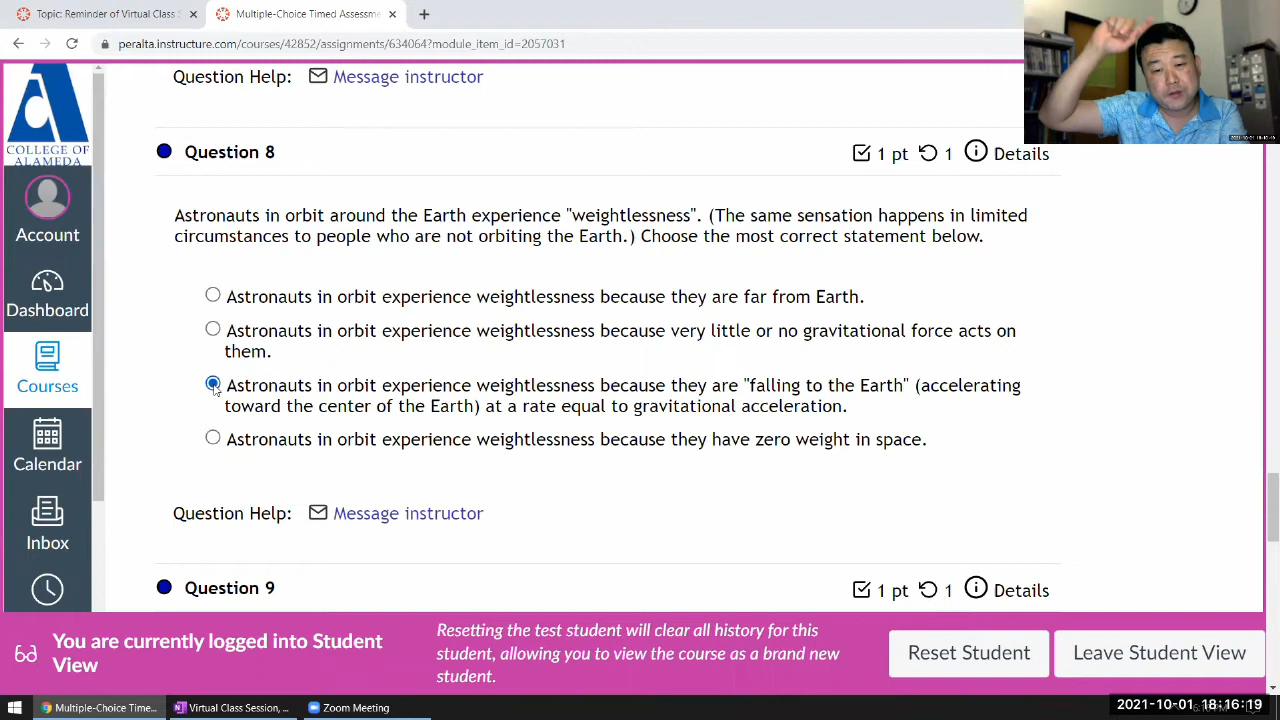 Topic: Reminder of Virtual Class S
Multiple-Choice Timed Assessme
peralta.instructure.com/courses/42852/assignments/634064?module_item_id=2057031
COLLEGE OF
ALAMEDA
Account
Dashboard
Courses
Calendar
Inbox
Question Help: Message instructor
Question 8
1 pt 1 Details
Astronauts in orbit around the Earth experience "weightlessness". (The same sensation happens in limited
circumstances to people who are not orbiting the Earth.) Choose the most correct statement below.
Astronauts in orbit experience weightlessness because they are far from Earth.
Astronauts in orbit experience weightlessness because very little or no gravitational force acts on
them.
Astronauts in orbit experience weightlessness because they are "falling to the Earth" (accelerating
toward the center of the Earth) at a rate equal to gravitational acceleration.
Astronauts in orbit experience weightlessness because they have zero weight in space.
Question Help: Message instructor
Question 9
1 pt 1 Details
You are currently logged into Student
View
Resetting the test student will clear all history for this
student, allowing you to view the course as a brand new
student.
Reset Student
Leave Student View
Multiple-Choice Time...
Virtual Class Session, ...
Zoom Meeting
2021-10-01 18:16:19